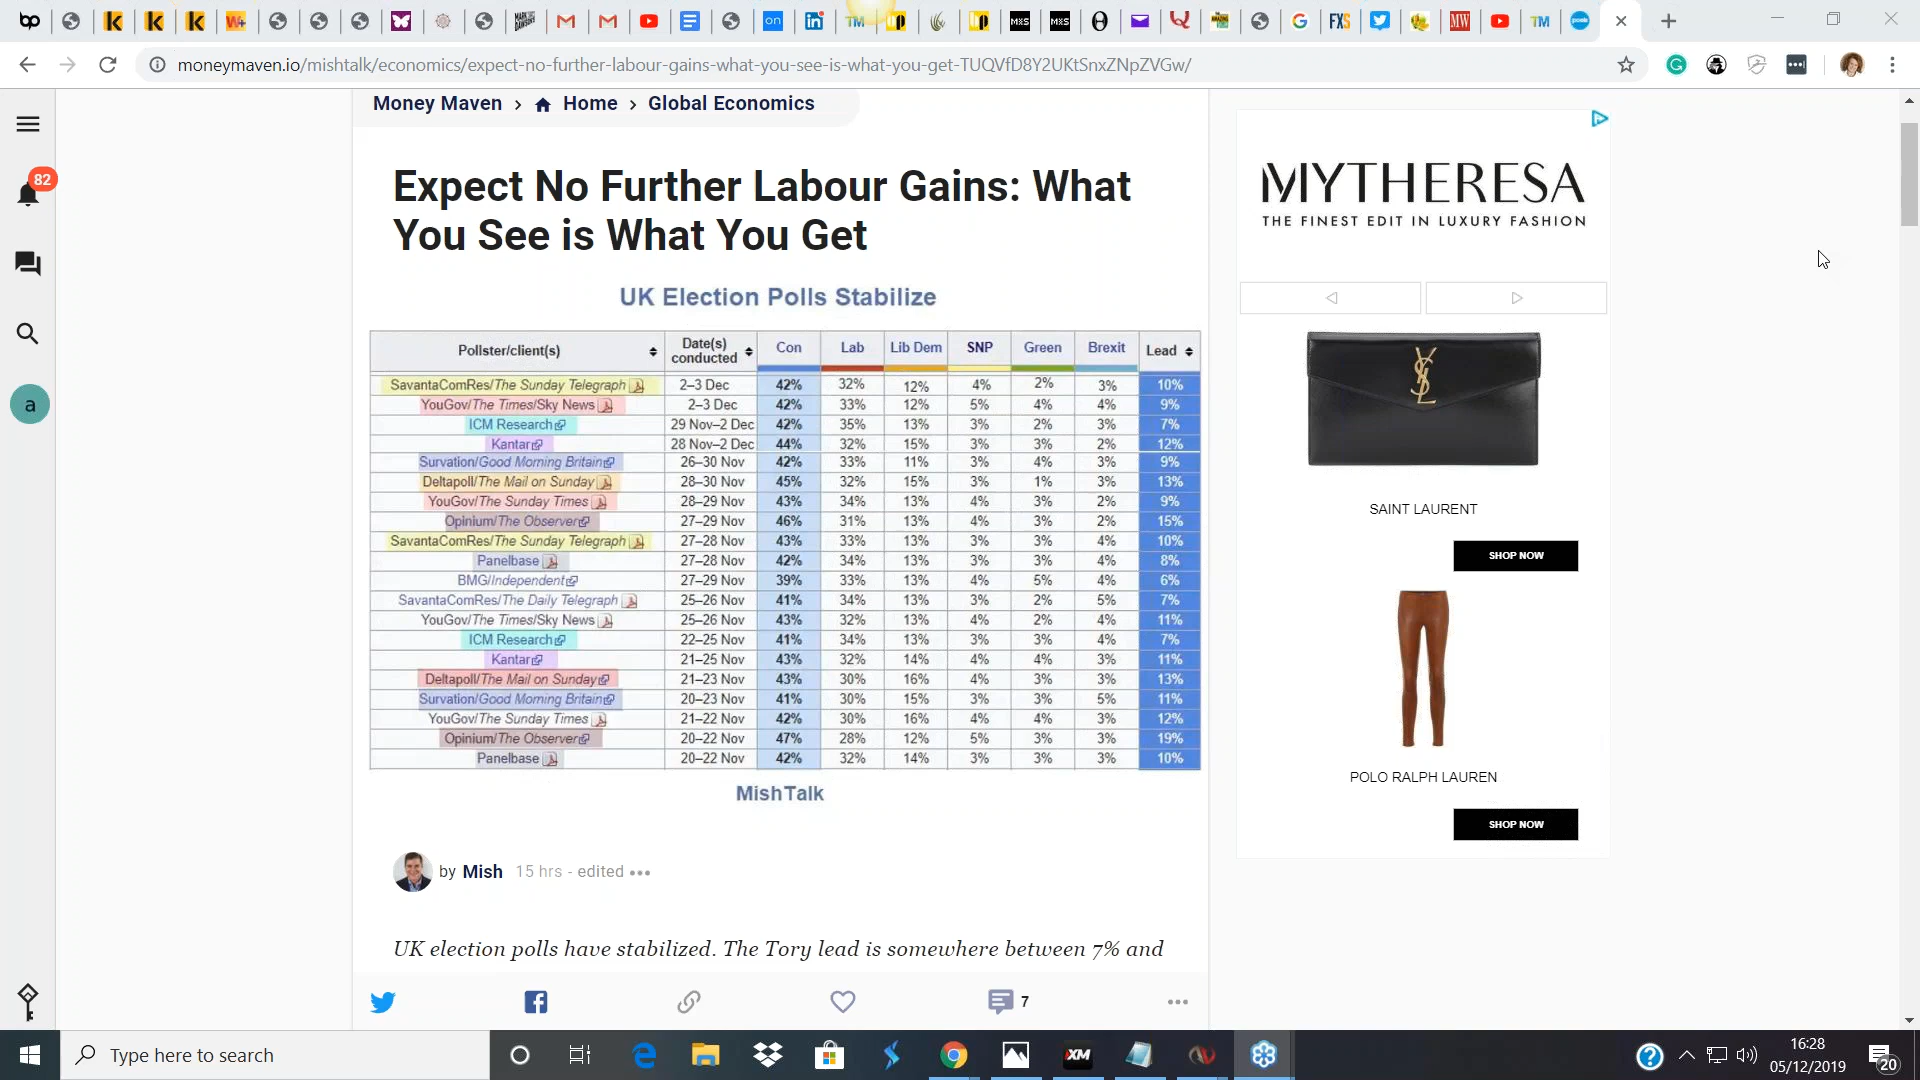 moneymaven.io/mishtalk/economics/expect-no-further-labour-gains-what-you-see-is-what-you-get-TUQVfD8Y2UKtSnxZNpZVGw/
Money Maven > Home > Global Economics
82
a
Expect No Further Labour Gains: What
You See is What You Get
UK Election Polls Stabilize
Pollster/client(s) Date(s) conducted Con Lab Lib Dem SNP Green Brexit Lead
SavantaComRes/The Sunday Telegraph 2–3 Dec 42% 32% 12% 4% 2% 3% 10%
YouGov/The Times/Sky News 2–3 Dec 42% 33% 12% 5% 4% 4% 9%
ICM Research 29 Nov–2 Dec 42% 35% 13% 3% 2% 3% 7%
Kantar 28 Nov–2 Dec 44% 32% 15% 3% 3% 2% 12%
Survation/Good Morning Britain 26–30 Nov 42% 33% 11% 3% 4% 3% 9%
Deltapoll/The Mail on Sunday 28–30 Nov 45% 32% 15% 3% 1% 3% 13%
YouGov/The Sunday Times 28–29 Nov 43% 34% 13% 4% 3% 2% 9%
Opinium/The Observer 27–29 Nov 46% 31% 13% 4% 3% 2% 15%
SavantaComRes/The Sunday Telegraph 27–28 Nov 43% 33% 13% 3% 3% 4% 10%
Panelbase 27–28 Nov 42% 34% 13% 3% 3% 4% 8%
BMG/Independent 27–29 Nov 39% 33% 13% 4% 5% 4% 6%
SavantaComRes/The Daily Telegraph 25–26 Nov 41% 34% 13% 3% 2% 5% 7%
YouGov/The Times/Sky News 25–26 Nov 43% 32% 13% 4% 2% 4% 11%
ICM Research 22–25 Nov 41% 34% 13% 3% 3% 4% 7%
Kantar 21–25 Nov 43% 32% 14% 4% 4% 3% 11%
Deltapoll/The Mail on Sunday 21–23 Nov 43% 30% 16% 4% 3% 3% 13%
Survation/Good Morning Britain 20–23 Nov 41% 30% 15% 3% 3% 5% 11%
YouGov/The Sunday Times 21–22 Nov 42% 30% 16% 4% 4% 3% 12%
Opinium/The Observer 20–22 Nov 47% 28% 12% 5% 3% 3% 19%
Panelbase 20–22 Nov 42% 32% 14% 3% 3% 3% 10%
MishTalk
by Mish 15 hrs - edited
UK election polls have stabilized. The Tory lead is somewhere between 7% and
7
MYTHERESA
THE FINEST EDIT IN LUXURY FASHION
SAINT LAURENT
SHOP NOW
POLO RALPH LAUREN
SHOP NOW
Type here to search
XM
16:28
05/12/2019
20